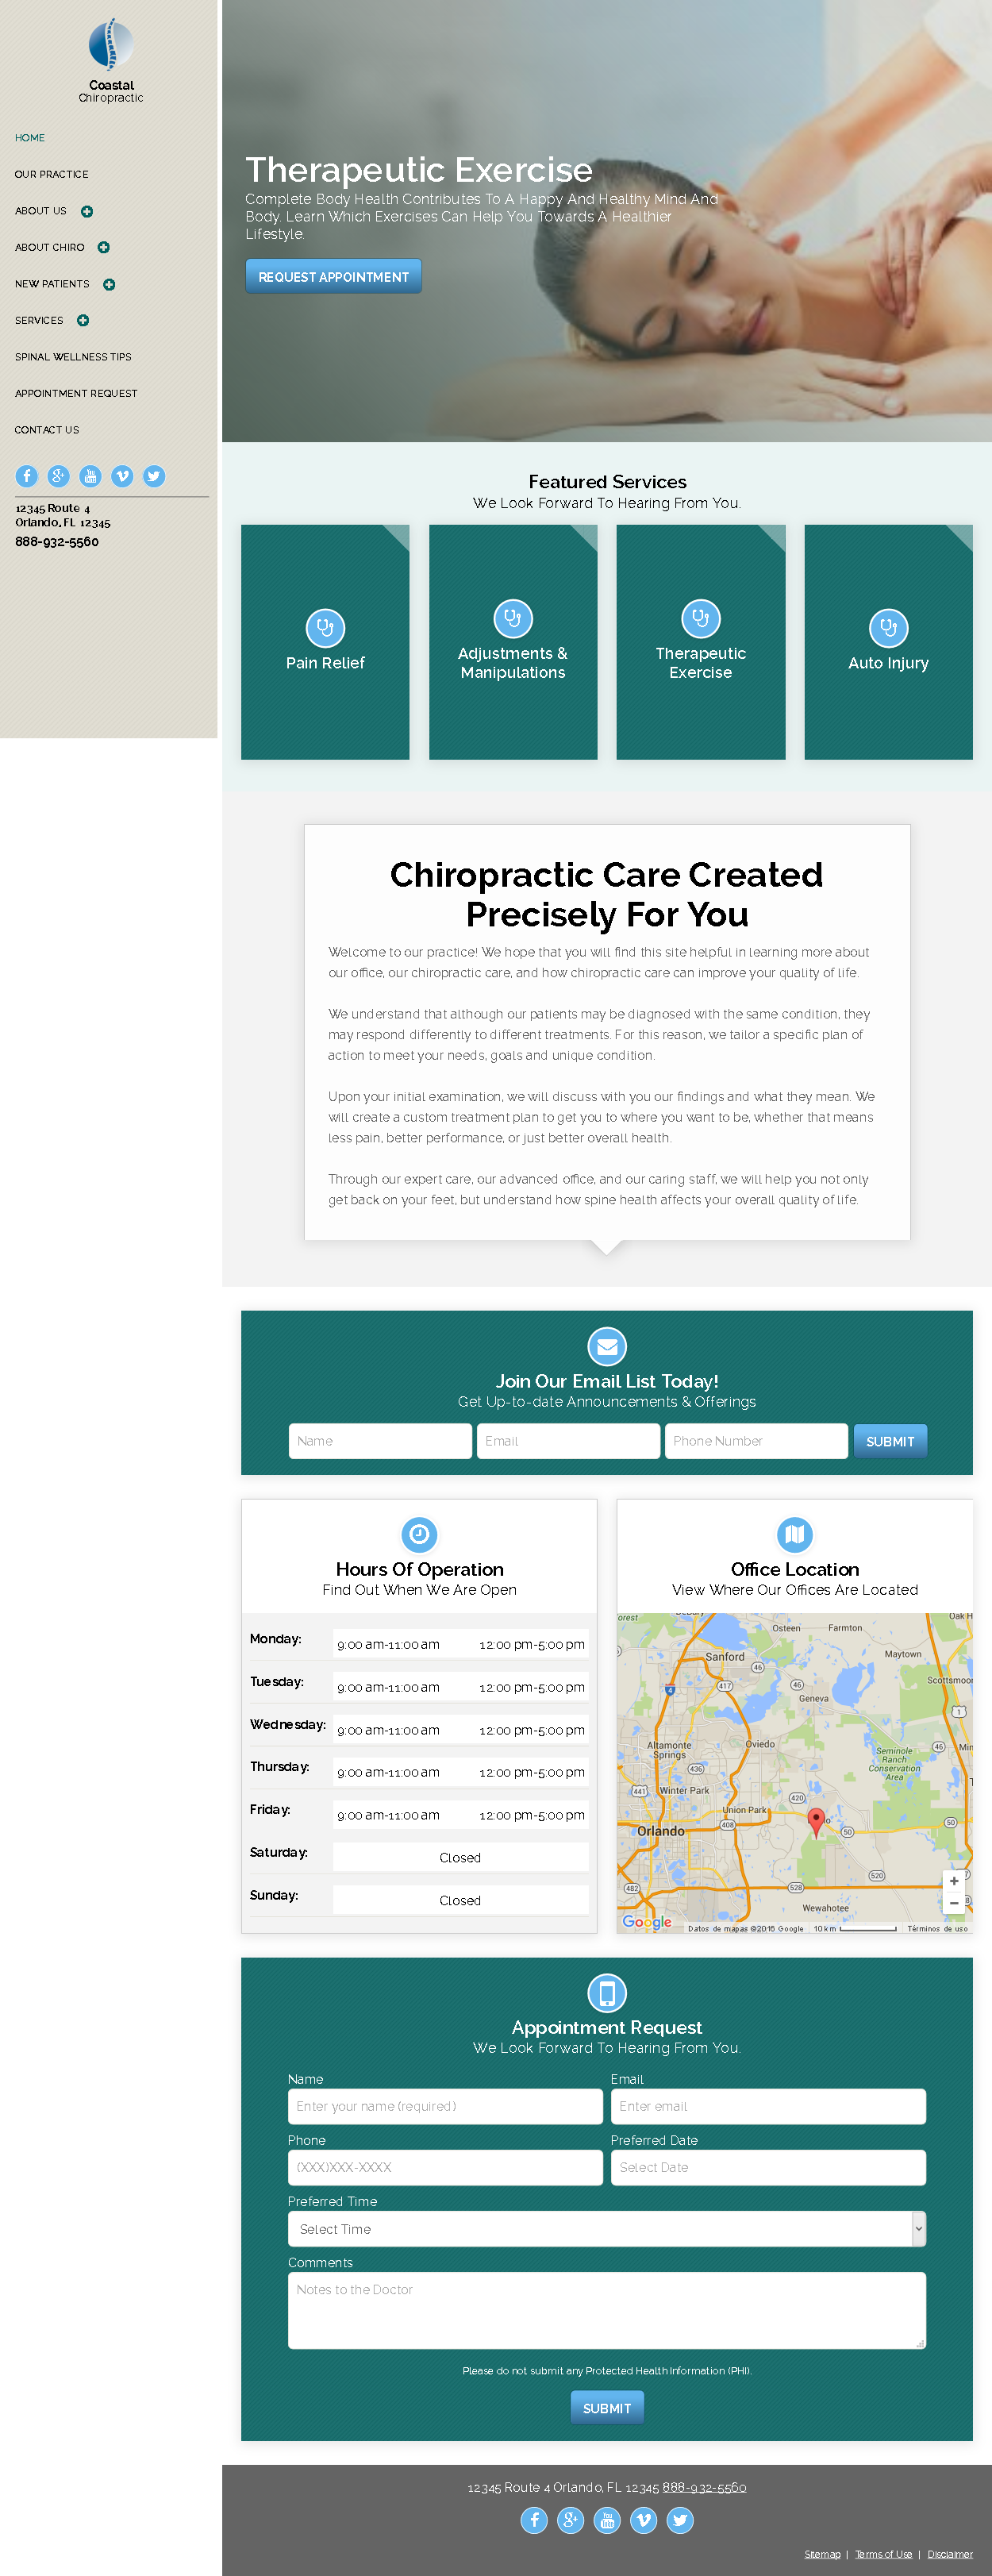 Coastal
Chiropractic
HOME
OUR PRACTICE
ABOUT US
ABOUT CHIRO
NEW PATIENTS
SERVICES
SPINAL WELLNESS TIPS
APPOINTMENT REQUEST
CONTACT US
12345 Route 4
Orlando, FL 12345
888-932-5560
Therapeutic Exercise
Complete Body Health Contributes To A Happy And Healthy Mind And
Body. Learn Which Exercises Can Help You Towards A Healthier
Lifestyle.
REQUEST APPOINTMENT
Featured Services
We Look Forward To Hearing From You.
Pain Relief
Adjustments &
Manipulations
Therapeutic
Exercise
Auto Injury
Chiropractic Care Created
Precisely For You
Welcome to our practice! We hope that you will find this site helpful in learning more about
our office, our chiropractic care, and how chiropractic care can improve your quality of life.
We understand that although our patients may be diagnosed with the same condition, they
may respond differently to different treatments. For this reason, we tailor a specific plan of
action to meet your needs, goals and unique condition.
Upon your initial examination, we will discuss with you our findings and what they mean. We
will create a custom treatment plan to get you to where you want to be, whether that means
less pain, better performance, or just better overall health.
Through our expert care, our advanced office, and our caring staff, we will help you not only
get back on your feet, but understand how spine health affects your overall quality of life.
Join Our Email List Today!
Get Up-to-date Announcements & Offerings
Name Email Phone Number SUBMIT
Hours Of Operation
Find Out When We Are Open
Monday: 9:00 am-11:00 am 12:00 pm-5:00 pm
Tuesday: 9:00 am-11:00 am 12:00 pm-5:00 pm
Wednesday: 9:00 am-11:00 am 12:00 pm-5:00 pm
Thursday: 9:00 am-11:00 am 12:00 pm-5:00 pm
Friday: 9:00 am-11:00 am 12:00 pm-5:00 pm
Saturday: Closed
Sunday: Closed
Office Location
View Where Our Offices Are Located
Osteen Farmton
Oak H
Sanford
46
Maytown
4
417
46
Geneva
Scottsmoor
1
Altamonte
Springs
Oviedo
46
Mim
436
Seminole
Ranch
Conservation
Area
441
Winter Park
420
Union Park
Orlando
408
50
50
520
482
528
Wewahotee
Google
Datos de mapas ©2016 Google 10 km Términos de uso
Appointment Request
We Look Forward To Hearing From You.
Name Email
Enter your name (required) Enter email
Phone Preferred Date
(XXX)XXX-XXXX Select Date
Preferred Time
Select Time
Comments
Notes to the Doctor
Please do not submit any Protected Health Information (PHI).
SUBMIT
12345 Route 4 Orlando, FL 12345 888-932-5560
Sitemap | Terms of Use | Disclaimer